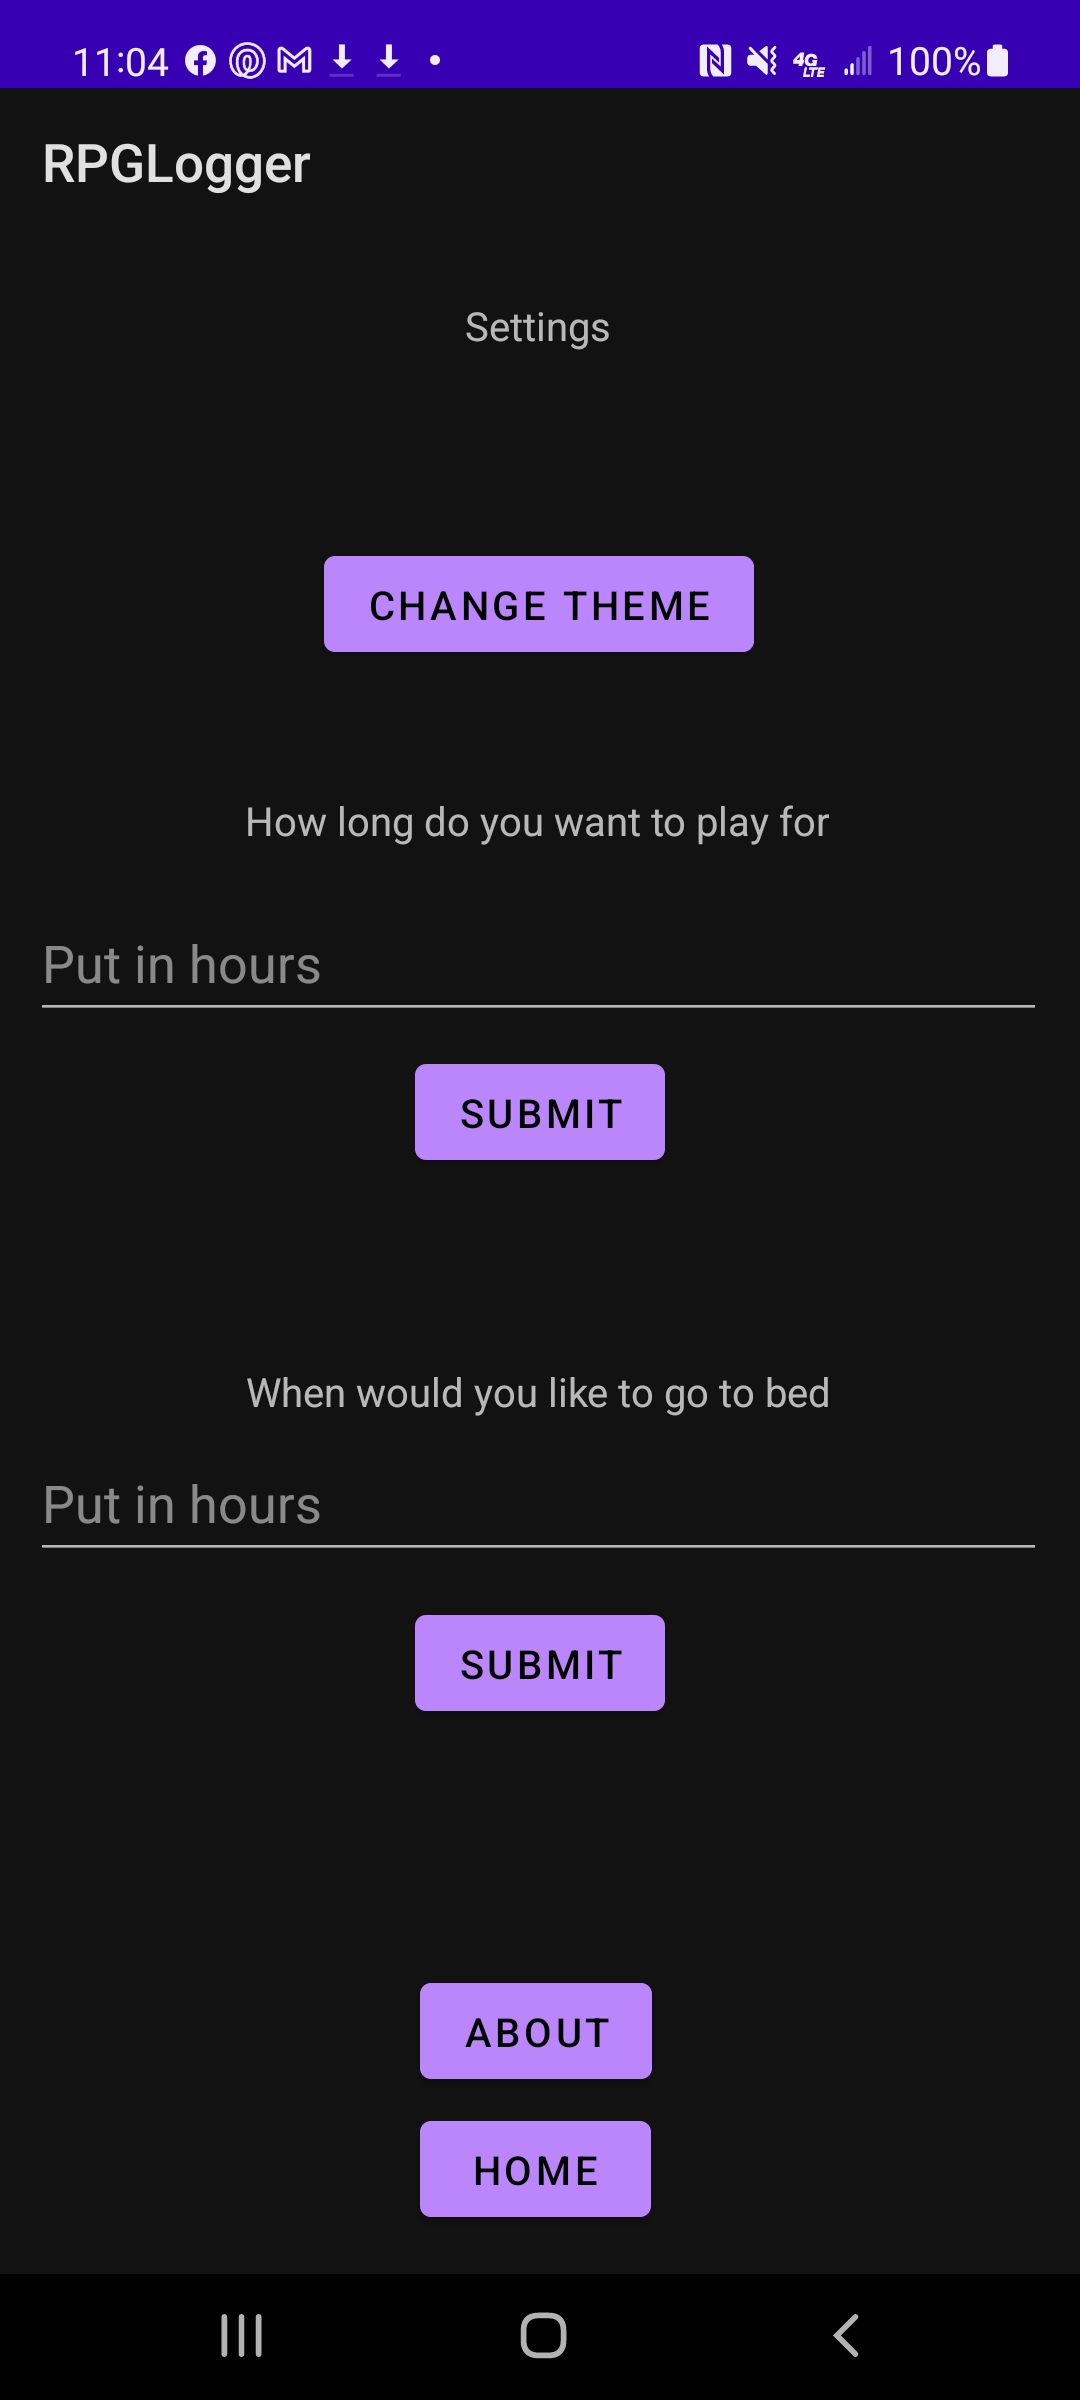 11:04 4G LTE 100%
RPGLogger
Settings
CHANGE THEME
How long do you want to play for
Put in hours
SUBMIT
When would you like to go to bed
Put in hours
SUBMIT
ABOUT
HOME